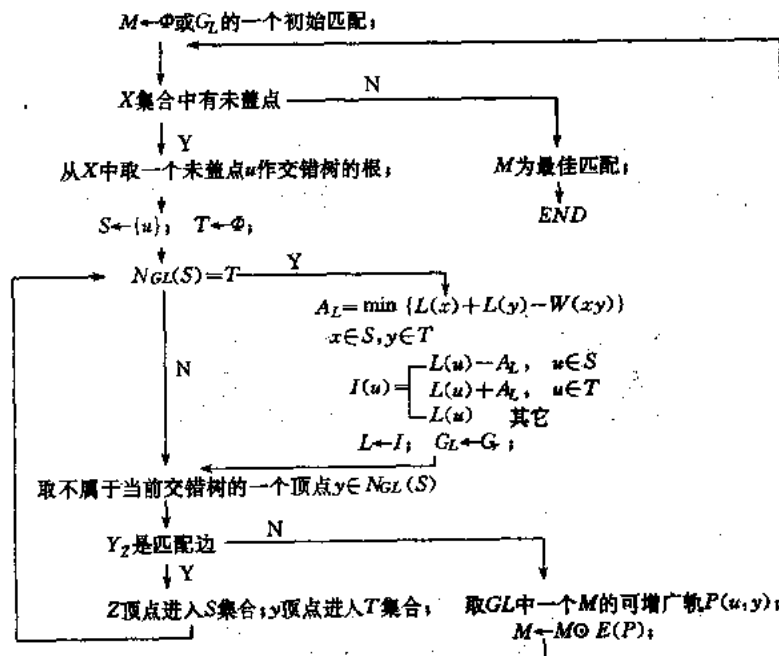 M←Φ或G_L的一个初始匹配;
X集合中有未盖点
N
Y
从X中取一个未盖点u作交错树的根;
M为最佳匹配;
S←{u}; T←Φ;
END
N_GL(S)=T
Y
A_L=min {L(x)+L(y)-W(xy)}
x∈S,y∈T
N
L(u)-A_L, u∈S
I(u)=
L(u)+A_L, u∈T
L(u) 其它
L←I; G_L←G_r;
取不属于当前交错树的一个顶点y∈N_GL(S)
Y_Z是匹配边
N
Y
Z顶点进入S集合;y顶点进入T集合;
取GL中一个M的可增广轨P(u,y);
M←M⊙E(P);